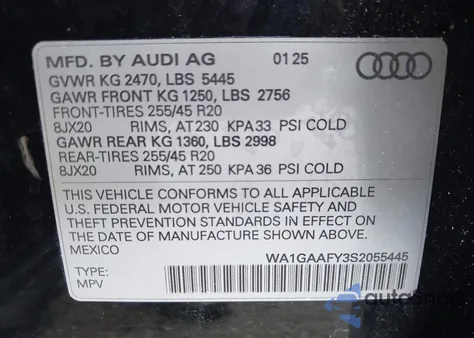 MFD. BY AUDI AG 01 25
GVWR KG 2470, LBS 5445
GAWR FRONT KG 1250, LBS 2756
FRONT-TIRES 255/45 R20
8JX20 RIMS, AT 230 KPA 33 PSI COLD
GAWR REAR KG 1360, LBS 2998
REAR-TIRES 255/45 R20
8JX20 RIMS, AT 250 KPA 36 PSI COLD
THIS VEHICLE CONFORMS TO ALL APPLICABLE
U.S. FEDERAL MOTOR VEHICLE SAFETY AND
THEFT PREVENTION STANDARDS IN EFFECT ON
THE DATE OF MANUFACTURE SHOWN ABOVE.
MEXICO
WA1GAAFY3S2055445
TYPE:
MPV